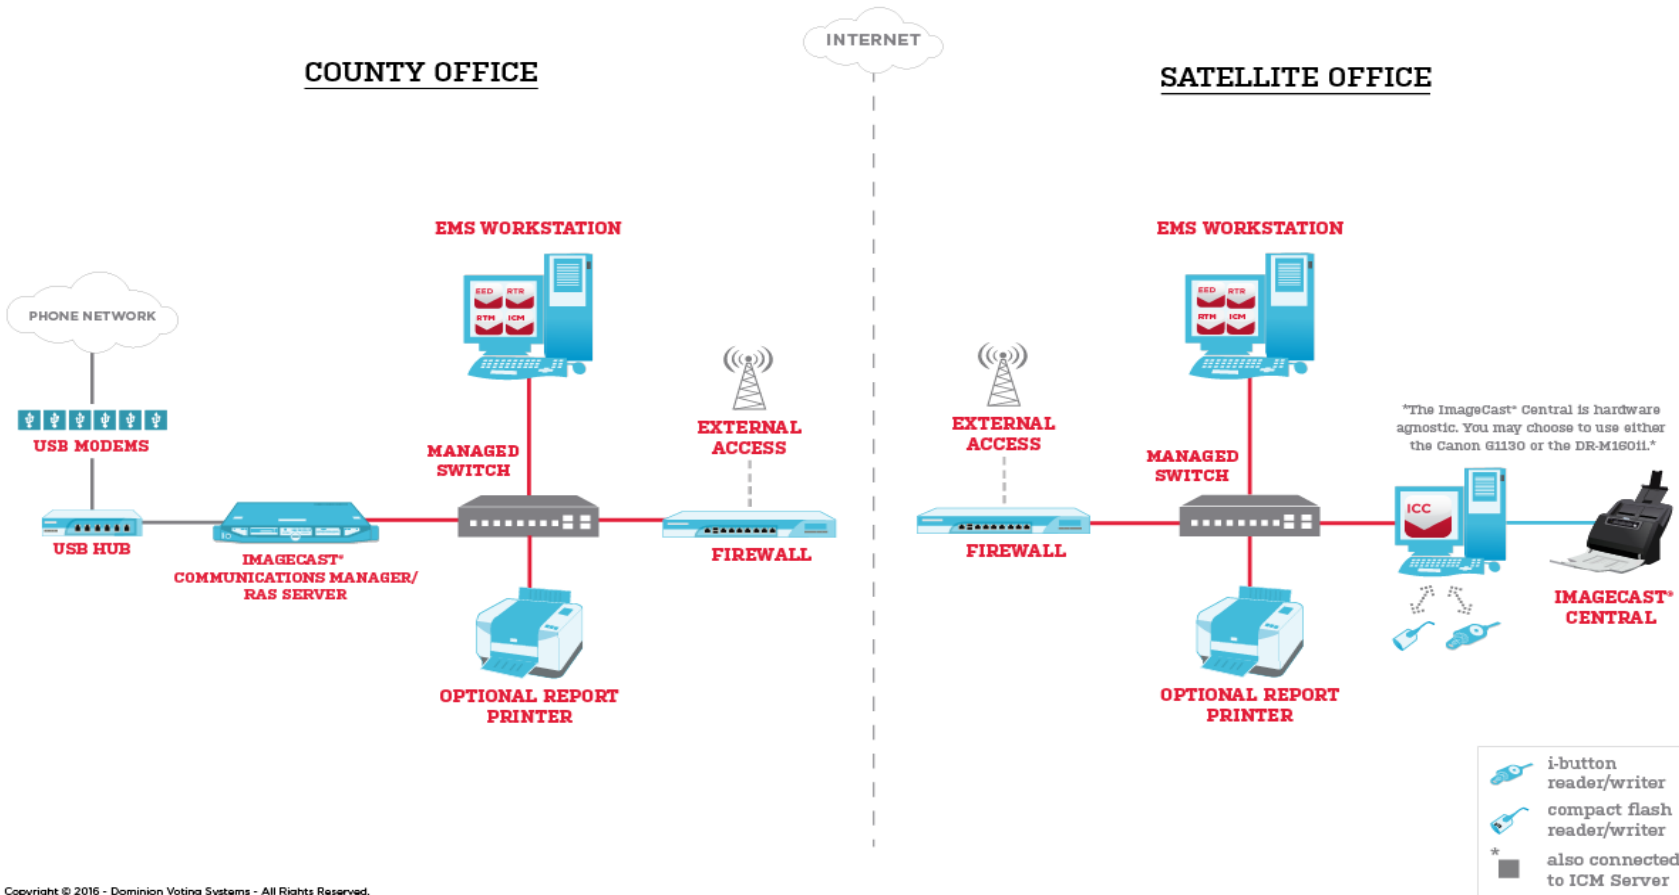 INTERNET
COUNTY OFFICE
SATELLITE OFFICE
EMS WORKSTATION
EED RTR
RTM ICM
PHONE NETWORK
USB MODEMS
USB HUB
IMAGECAST®
COMMUNICATIONS MANAGER/
RAS SERVER
MANAGED
SWITCH
EXTERNAL
ACCESS
FIREWALL
OPTIONAL REPORT
PRINTER
EMS WORKSTATION
EED RTR
RTM ICM
EXTERNAL
ACCESS
FIREWALL
MANAGED
SWITCH
OPTIONAL REPORT
PRINTER
*The ImageCast® Central is hardware
agnostic. You may choose to use either
the Canon G1130 or the DR-M160ii.*
ICC
IMAGECAST®
CENTRAL
i-button
reader/writer
compact flash
reader/writer
* also connected
to ICM Server
Copyright © 2016 - Dominion Voting Systems - All Rights Reserved.